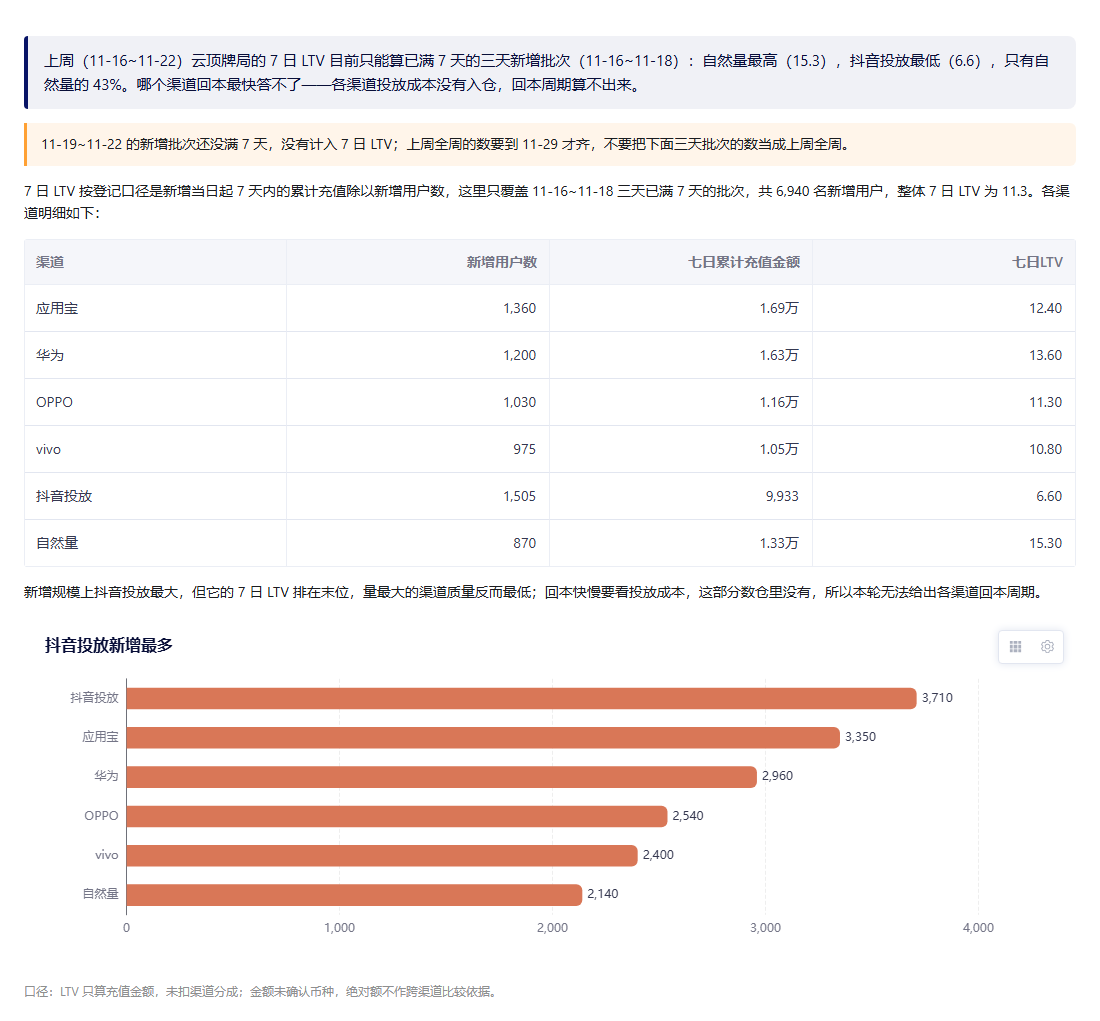 上周（11-16~11-22）云顶牌局的 7 日 LTV 目前只能算已满 7 天的三天新增批次（11-16~11-18）：自然量最高（15.3），抖音投放最低（6.6），只有自
然量的 43%。哪个渠道回本最快答不了——各渠道投放成本没有入仓，回本周期算不出来。
11-19~11-22 的新增批次还没满 7 天，没有计入 7 日 LTV；上周全周的数要到 11-29 才齐，不要把下面三天批次的数当成上周全周。
7 日 LTV 按登记口径是新增当日起 7 天内的累计充值除以新增用户数，这里只覆盖 11-16~11-18 三天已满 7 天的批次，共 6,940 名新增用户，整体 7 日 LTV 为 11.3。各渠
道明细如下：
渠道 新增用户数 七日累计充值金额 七日LTV
应用宝 1,360 1.69万 12.40
华为 1,200 1.63万 13.60
OPPO 1,030 1.16万 11.30
vivo 975 1.05万 10.80
抖音投放 1,505 9,933 6.60
自然量 870 1.33万 15.30
新增规模上抖音投放最大，但它的 7 日 LTV 排在末位，量最大的渠道质量反而最低；回本快慢要看投放成本，这部分数仓里没有，所以本轮无法给出各渠道回本周期。
抖音投放新增最多
抖音投放 3,710
应用宝 3,350
华为 2,960
OPPO 2,540
vivo 2,400
自然量 2,140
0 1,000 2,000 3,000 4,000
口径：LTV 只算充值金额，未扣渠道分成；金额未确认币种，绝对额不作跨渠道比较依据。